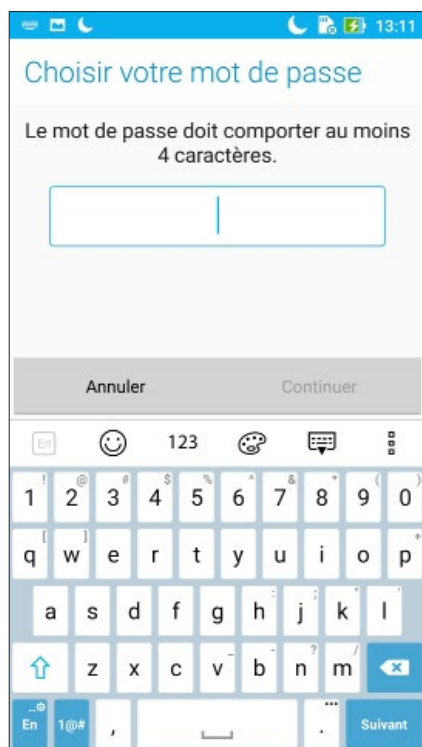 13:11
Choisir votre mot de passe
Le mot de passe doit comporter au moins
4 caractères.
Annuler Continuer
En 123
1 ! 2 @ 3 # 4 $ 5 % 6 ^ 7 & 8 * 9 ( 0 )
q [ w ] e r t y u i o p +
a s d f g h : j ; k " l '
z x c v _ b - n ? m /
En 1@# , . ... Suivant